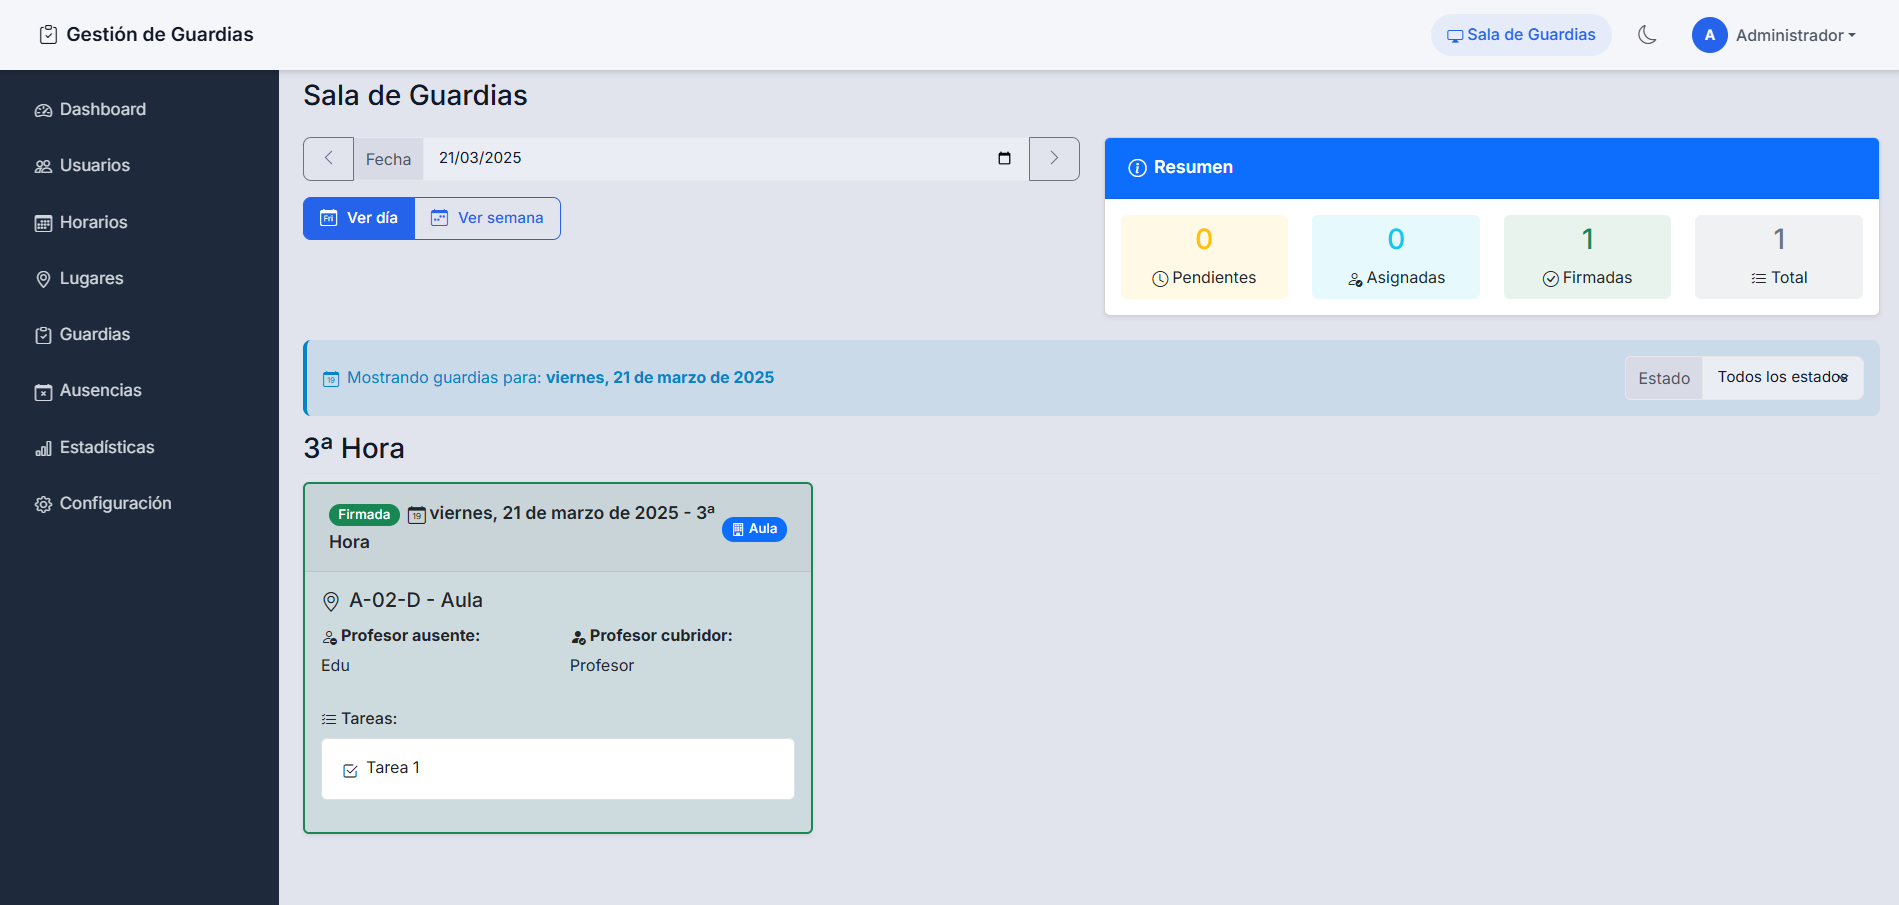 Gestión de Guardias
Sala de Guardias
A
Administrador
Dashboard
Usuarios
Horarios
Lugares
Guardias
Ausencias
Estadísticas
Configuración
Sala de Guardias
Fecha
21/03/2025
Fri
Ver día
Ver semana
Resumen
0
Pendientes
0
Asignadas
1
Firmadas
1
Total
19
Mostrando guardias para: viernes, 21 de marzo de 2025
Estado
Todos los estados
3ª Hora
Firmada
19
viernes, 21 de marzo de 2025 - 3ª
Hora
Aula
A-02-D - Aula
Profesor ausente:
Edu
Profesor cubridor:
Profesor
Tareas:
Tarea 1